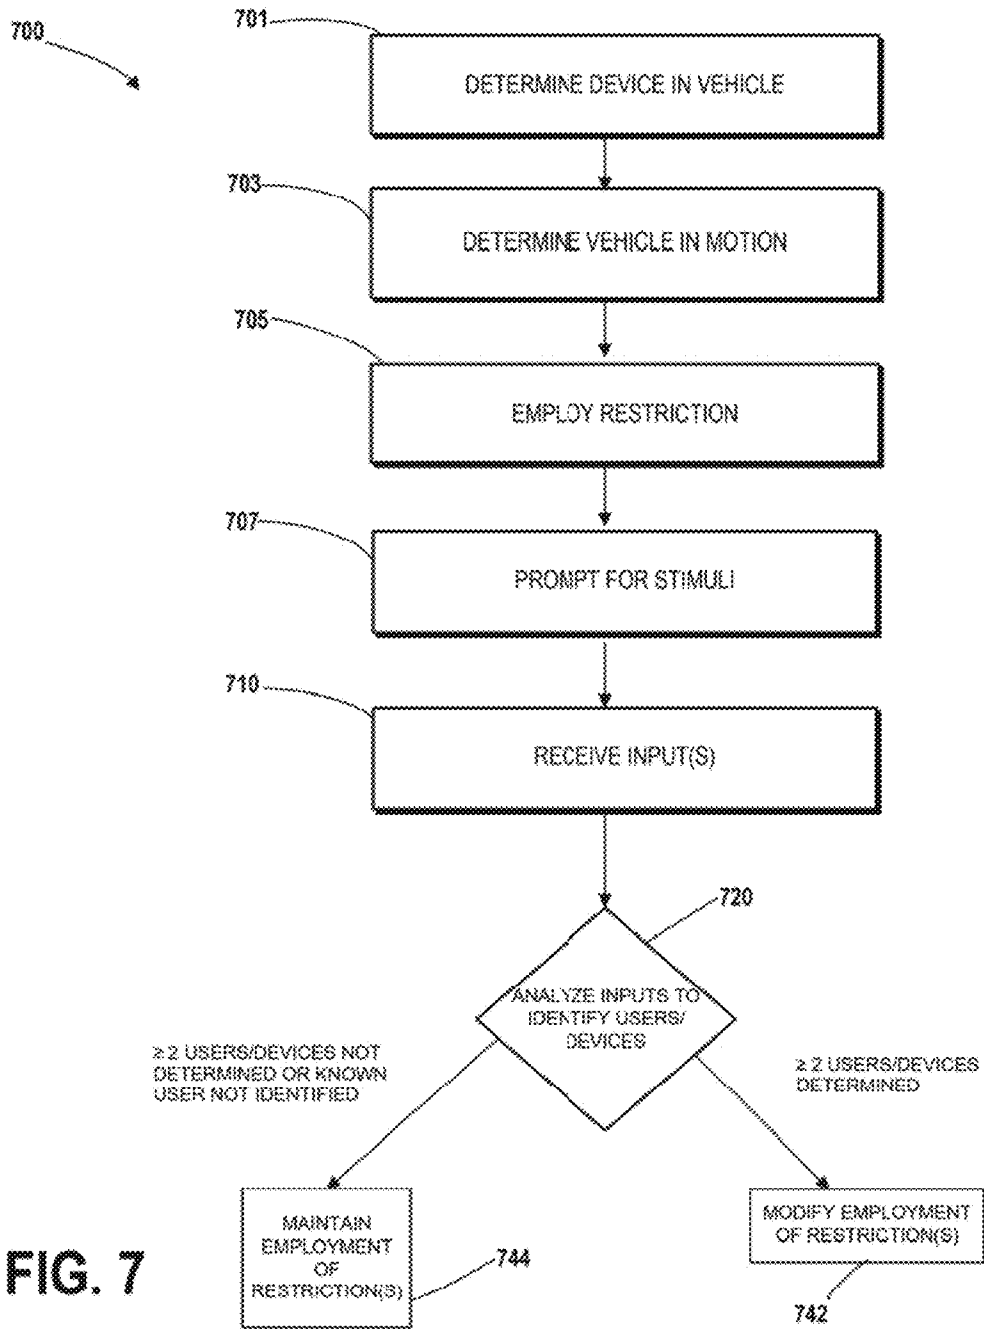 700
701
DETERMINE DEVICE IN VEHICLE
703
DETERMINE VEHICLE IN MOTION
705
EMPLOY RESTRICTION
707
PROMPT FOR STIMULI
710
RECEIVE INPUT(S)
720
ANALYZE INPUTS TO
IDENTIFY USERS/
DEVICES
≥ 2 USERS/DEVICES NOT
DETERMINED OR KNOWN
USER NOT IDENTIFIED
≥ 2 USERS/DEVICES
DETERMINED
MAINTAIN
EMPLOYMENT
OF
RESTRICTION(S)
744
MODIFY EMPLOYMENT
OF RESTRICTION(S)
742
FIG. 7